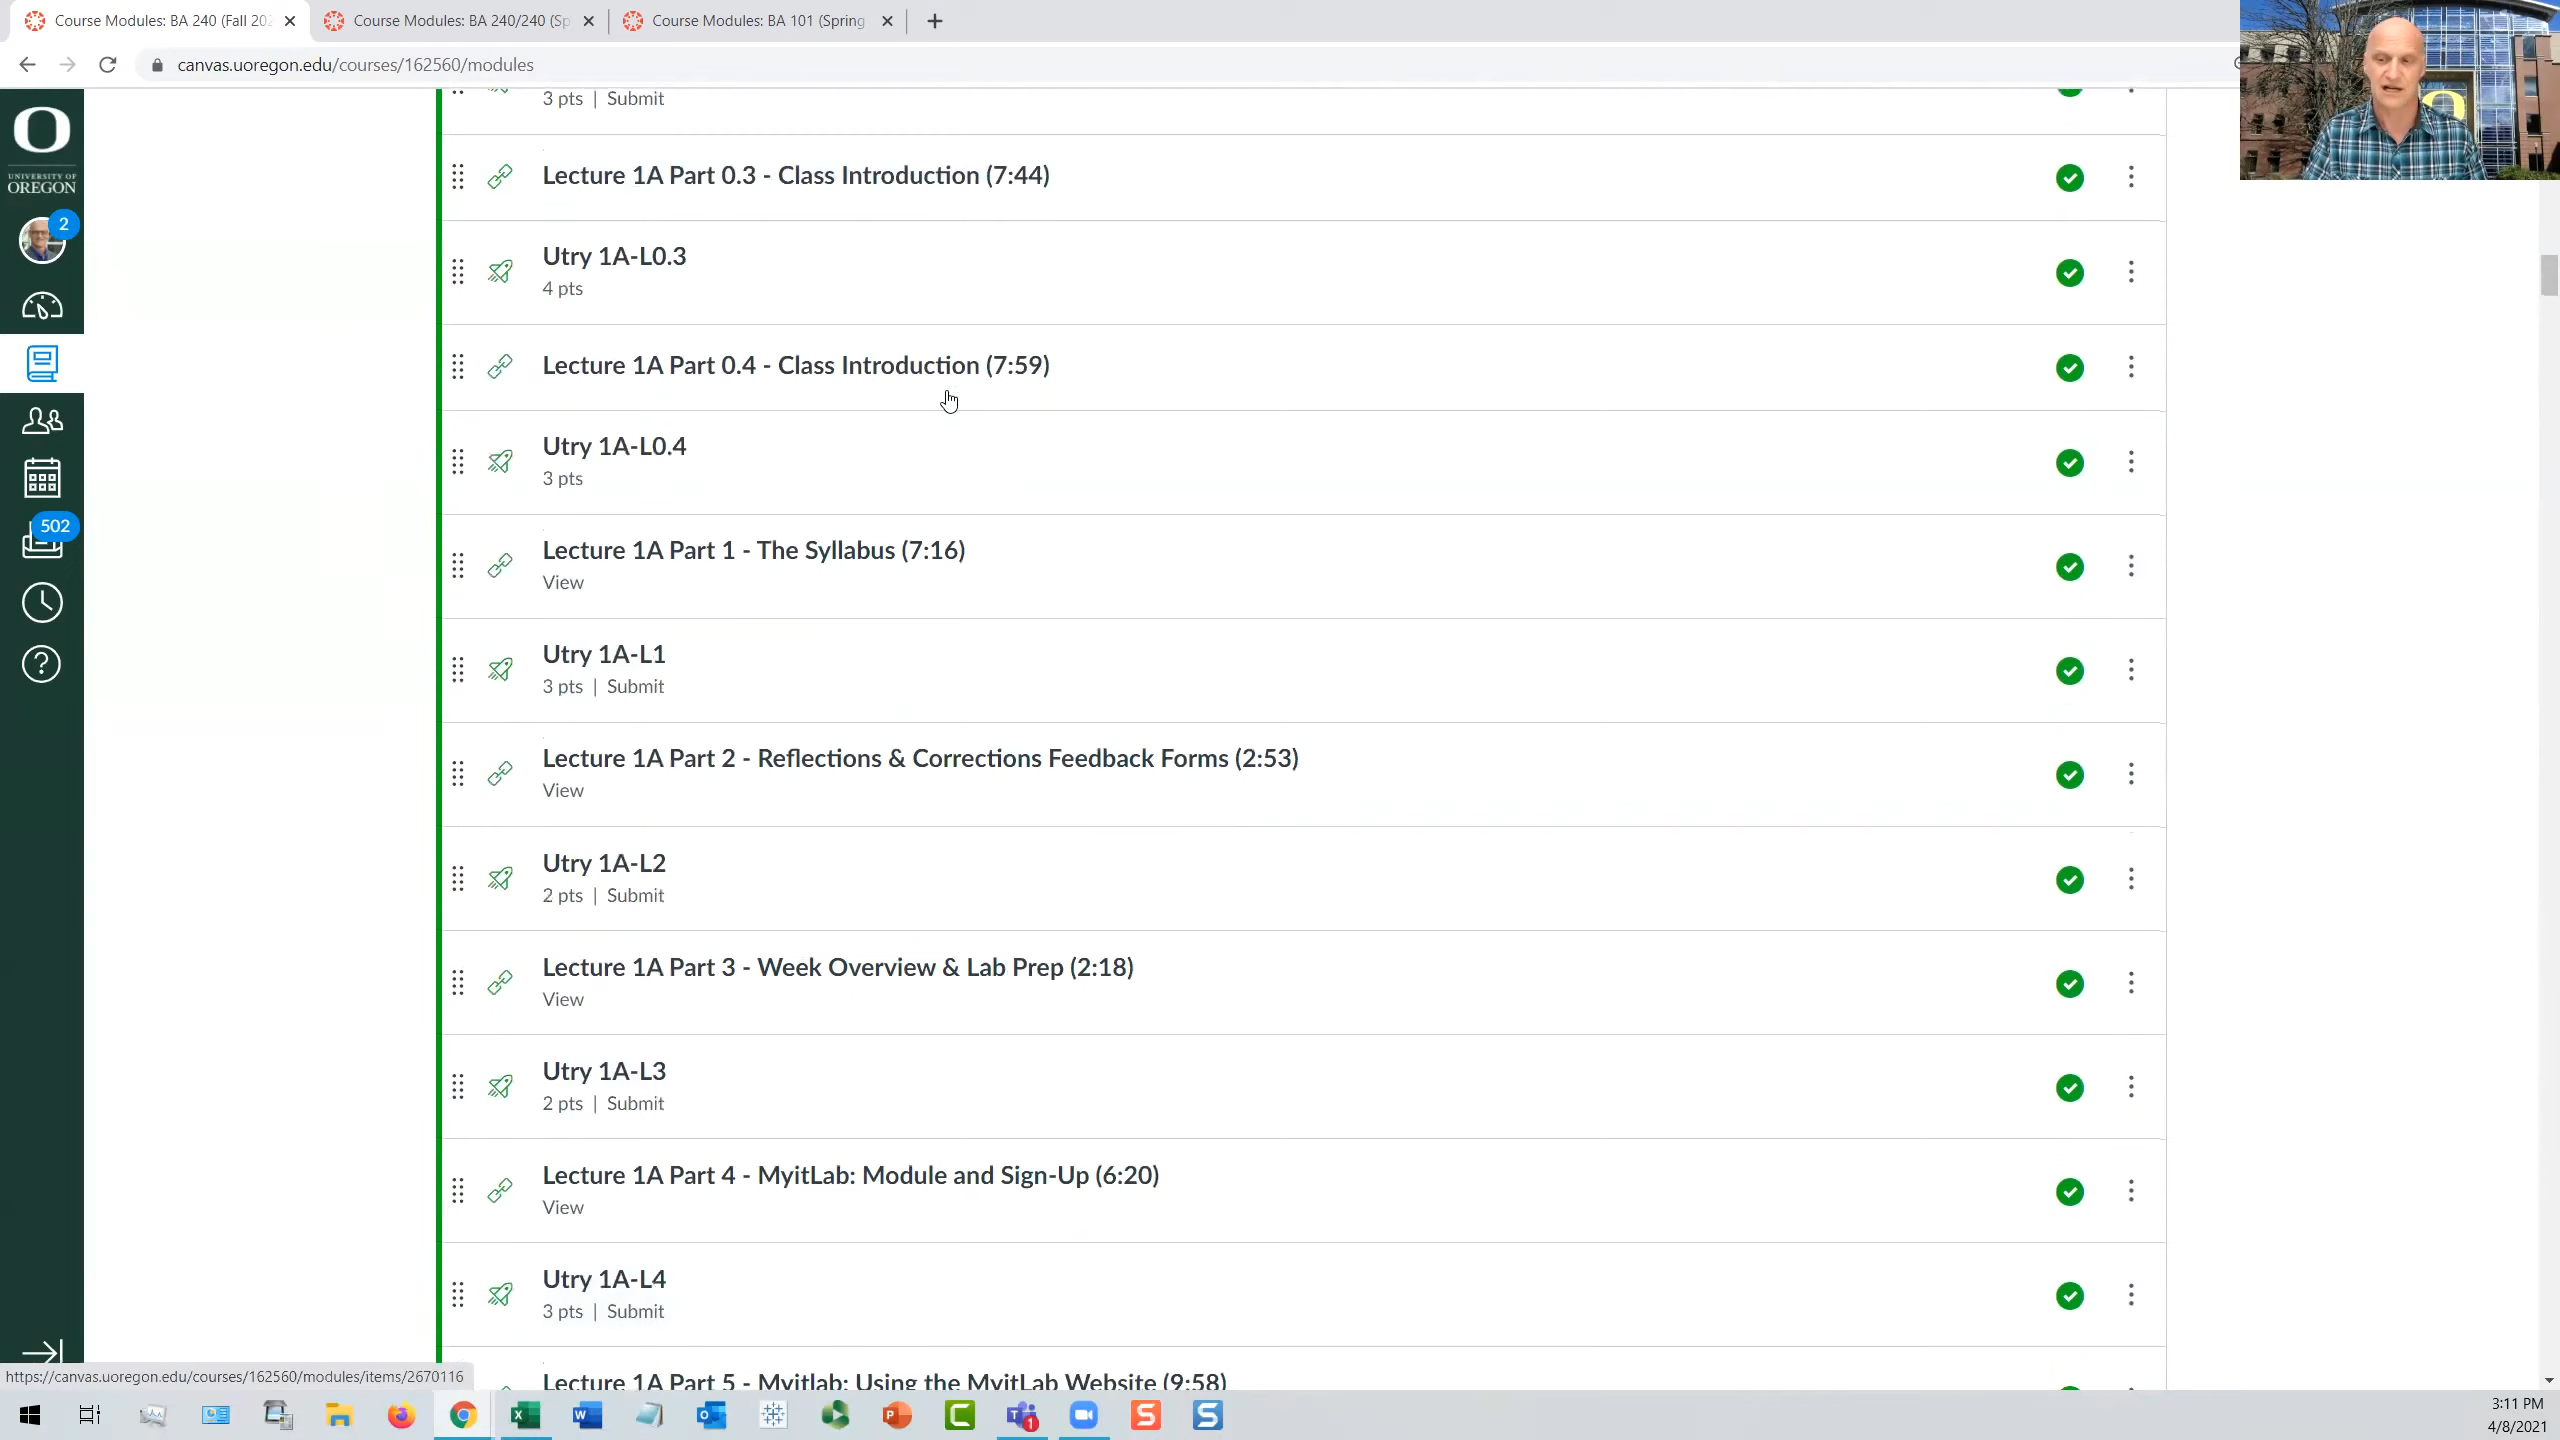 Course Modules: BA 240 (Fall 202
Course Modules: BA 240/240 (Sp
Course Modules: BA 101 (Spring
canvas.uoregon.edu/courses/162560/modules
3 pts | Submit
UNIVERSITY OF
OREGON
2
502
Lecture 1A Part 0.3 - Class Introduction (7:44)
Utry 1A-L0.3
4 pts
Lecture 1A Part 0.4 - Class Introduction (7:59)
Utry 1A-L0.4
3 pts
Lecture 1A Part 1 - The Syllabus (7:16)
View
Utry 1A-L1
3 pts | Submit
Lecture 1A Part 2 - Reflections & Corrections Feedback Forms (2:53)
View
Utry 1A-L2
2 pts | Submit
Lecture 1A Part 3 - Week Overview & Lab Prep (2:18)
View
Utry 1A-L3
2 pts | Submit
Lecture 1A Part 4 - MyitLab: Module and Sign-Up (6:20)
View
Utry 1A-L4
3 pts | Submit
Lecture 1A Part 5 - Myitlab: Using the MyitLab Website (9:58)
https://canvas.uoregon.edu/courses/162560/modules/items/2670116
1
3:11 PM
4/8/2021